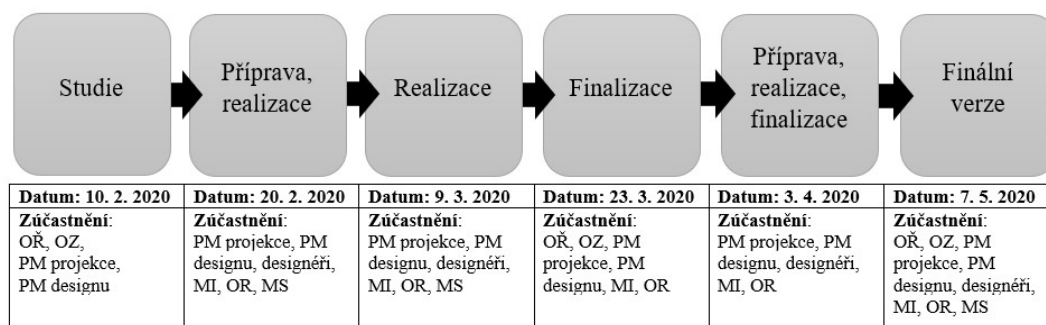 Studie
Příprava,
realizace
Realizace
Finalizace
Příprava,
realizace,
finalizace
Finální
verze
Datum: 10. 2. 2020
Zúčastnění:
OŘ, OZ,
PM projekce,
PM designu
Datum: 20. 2. 2020
Zúčastnění:
PM projekce, PM
designu, designéři,
MI, OR, MS
Datum: 9. 3. 2020
Zúčastnění:
PM projekce, PM
designu, designéři,
MI, OR, MS
Datum: 23. 3. 2020
Zúčastnění:
OŘ, OZ, PM
projekce, PM
designu, MI, OR
Datum: 3. 4. 2020
Zúčastnění:
PM projekce, PM
designu, designéři,
MI, OR
Datum: 7. 5. 2020
Zúčastnění:
OŘ, OZ, PM
projekce, PM
designu, designéři,
MI, OR, MS